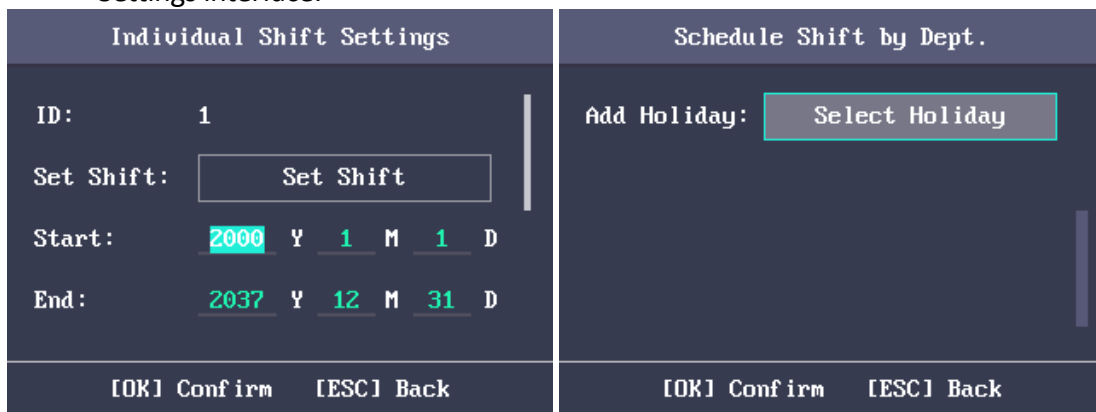 Settings interface.
Individual Shift Settings
ID: 1
Set Shift: Set Shift
Start: 2000 Y 1 M 1 D
End: 2037 Y 12 M 31 D
[OK] Confirm [ESC] Back
Schedule Shift by Dept.
Add Holiday: Select Holiday
[OK] Confirm [ESC] Back